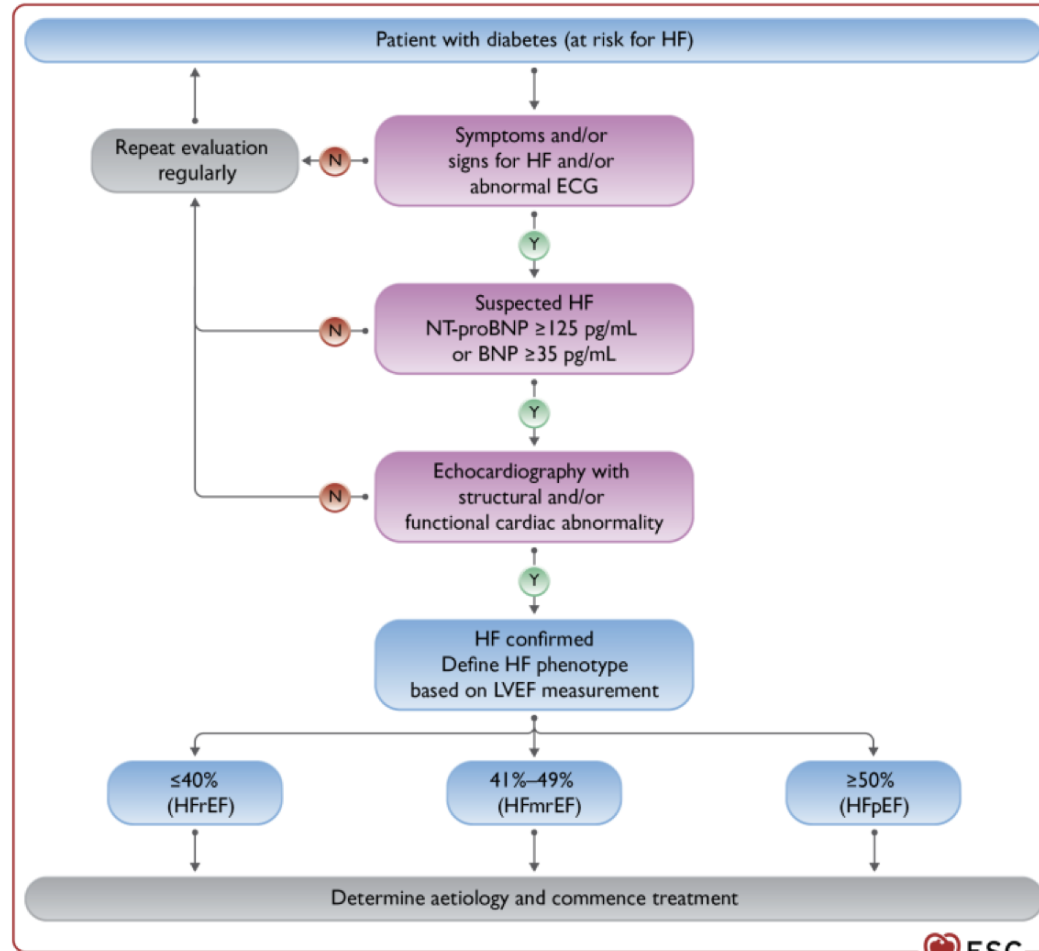 Patient with diabetes (at risk for HF)
Symptoms and/or
signs for HF and/or
abnormal ECG
N
Repeat evaluation
regularly
Y
Suspected HF
NT-proBNP ≥125 pg/mL
or BNP ≥35 pg/mL
N
Y
Echocardiography with
structural and/or
functional cardiac abnormality
N
Y
HF confirmed
Define HF phenotype
based on LVEF measurement
≤40%
(HFrEF)
41%–49%
(HFmrEF)
≥50%
(HFpEF)
Determine aetiology and commence treatment
ESC